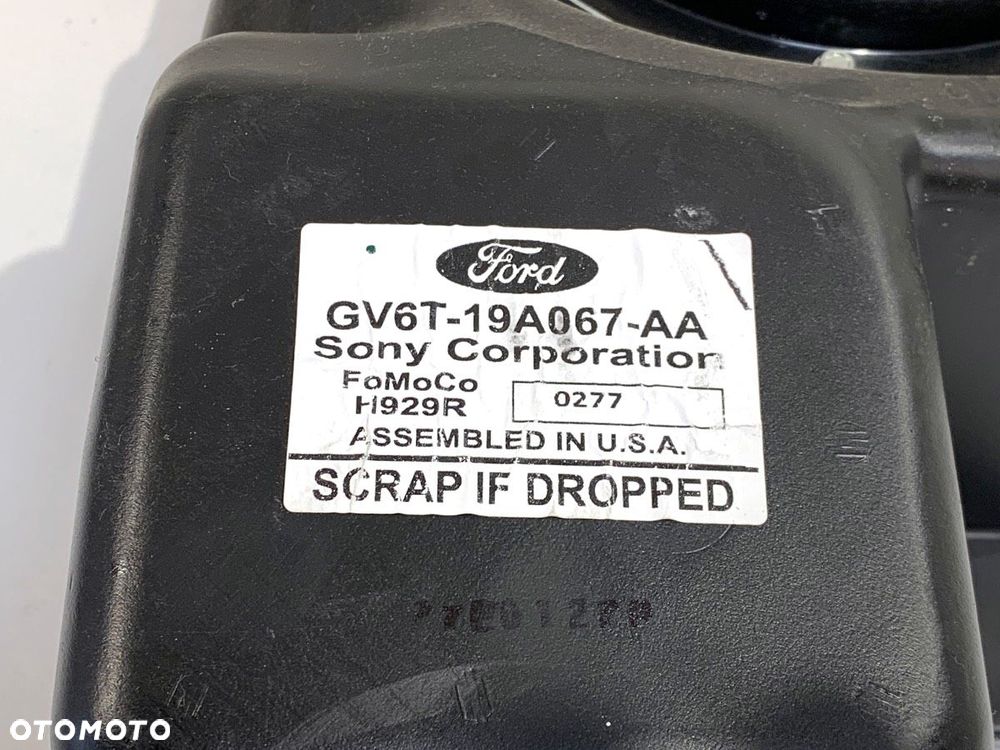 Ford
GV6T-19A067-AA
Sony Corporation
FoMoCo
H929R 0277
ASSEMBLED IN U.S.A.
SCRAP IF DROPPED
OTOMOTO